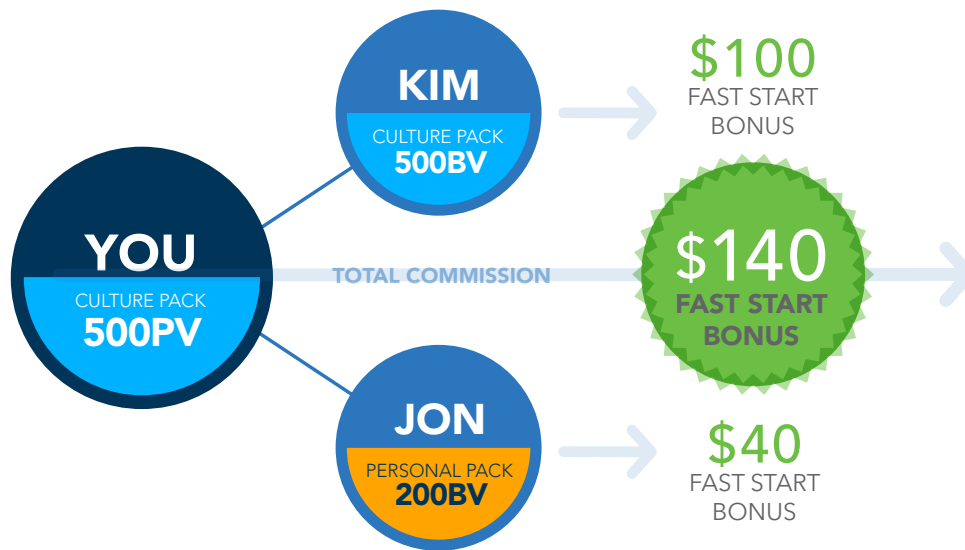 KIM
CULTURE PACK
500BV
$100
FAST START
BONUS
YOU
CULTURE PACK
500PV
TOTAL COMMISSION
$140
FAST START
BONUS
JON
PERSONAL PACK
200BV
$40
FAST START
BONUS